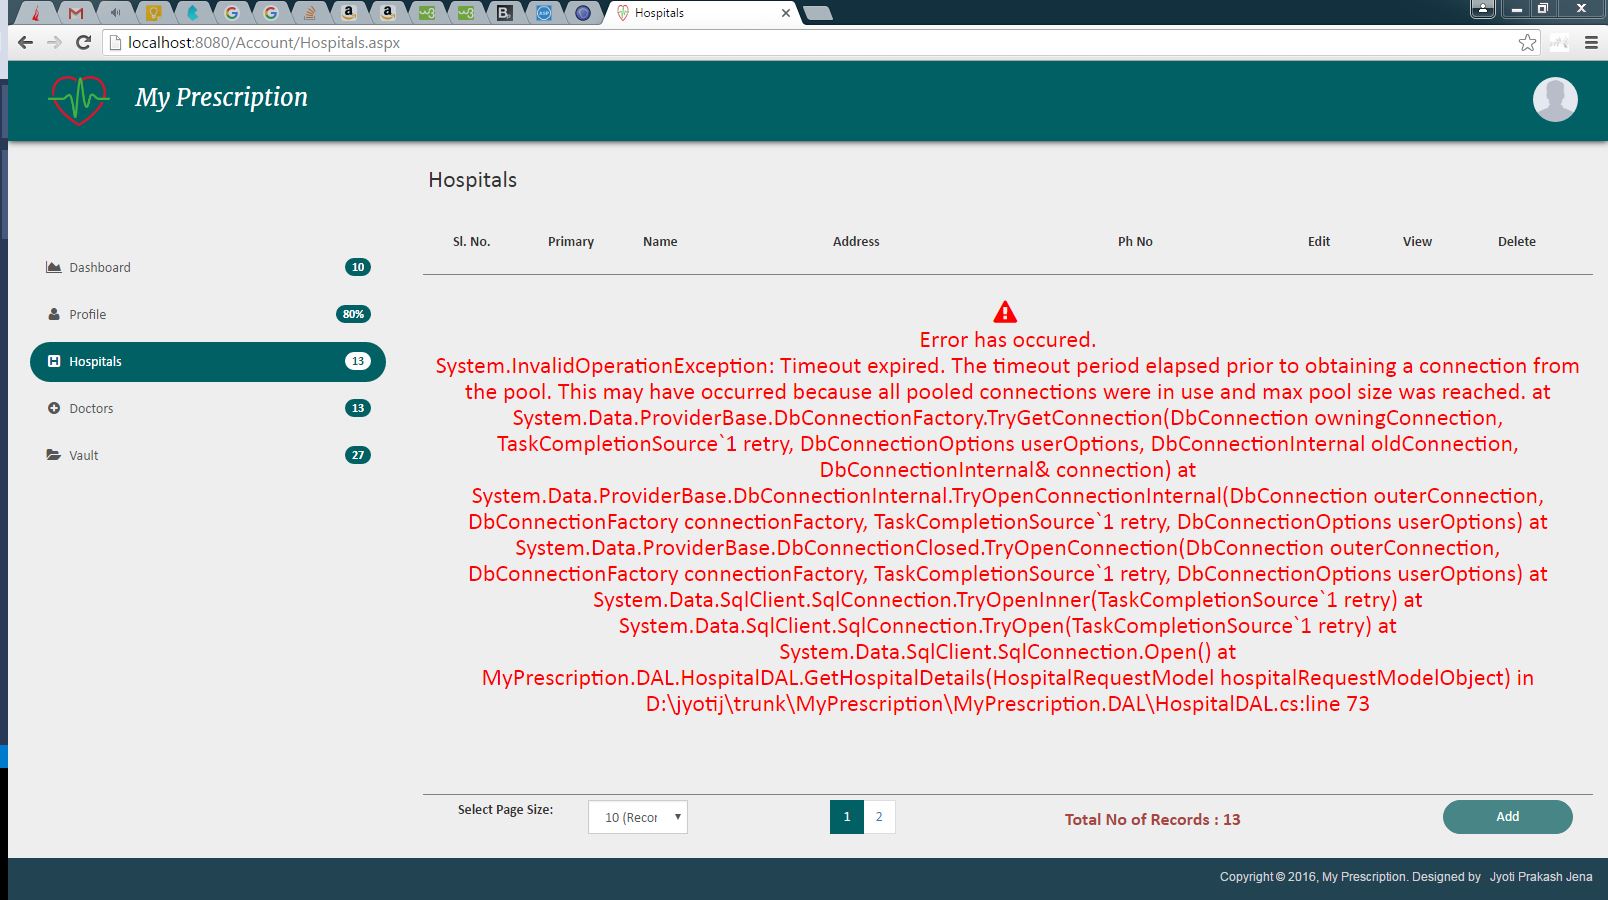 Hospitals
localhost:8080/Account/Hospitals.aspx
My Prescription
Hospitals
Sl. No. Primary Name Address Ph No Edit View Delete
Dashboard 10
Profile 80%
Hospitals 13
Doctors 13
Vault 27
Error has occured.
System.InvalidOperationException: Timeout expired. The timeout period elapsed prior to obtaining a connection from
the pool. This may have occurred because all pooled connections were in use and max pool size was reached. at
System.Data.ProviderBase.DbConnectionFactory.TryGetConnection(DbConnection owningConnection,
TaskCompletionSource`1 retry, DbConnectionOptions userOptions, DbConnectionInternal oldConnection,
DbConnectionInternal& connection) at
System.Data.ProviderBase.DbConnectionInternal.TryOpenConnectionInternal(DbConnection outerConnection,
DbConnectionFactory connectionFactory, TaskCompletionSource`1 retry, DbConnectionOptions userOptions) at
System.Data.ProviderBase.DbConnectionClosed.TryOpenConnection(DbConnection outerConnection,
DbConnectionFactory connectionFactory, TaskCompletionSource`1 retry, DbConnectionOptions userOptions) at
System.Data.SqlClient.SqlConnection.TryOpenInner(TaskCompletionSource`1 retry) at
System.Data.SqlClient.SqlConnection.TryOpen(TaskCompletionSource`1 retry) at
System.Data.SqlClient.SqlConnection.Open() at
MyPrescription.DAL.HospitalDAL.GetHospitalDetails(HospitalRequestModel hospitalRequestModelObject) in
D:\jyotij\trunk\MyPrescription\MyPrescription.DAL\HospitalDAL.cs:line 73
Select Page Size: 10 (Recor 1 2 Total No of Records : 13 Add
Copyright © 2016, My Prescription. Designed by Jyoti Prakash Jena